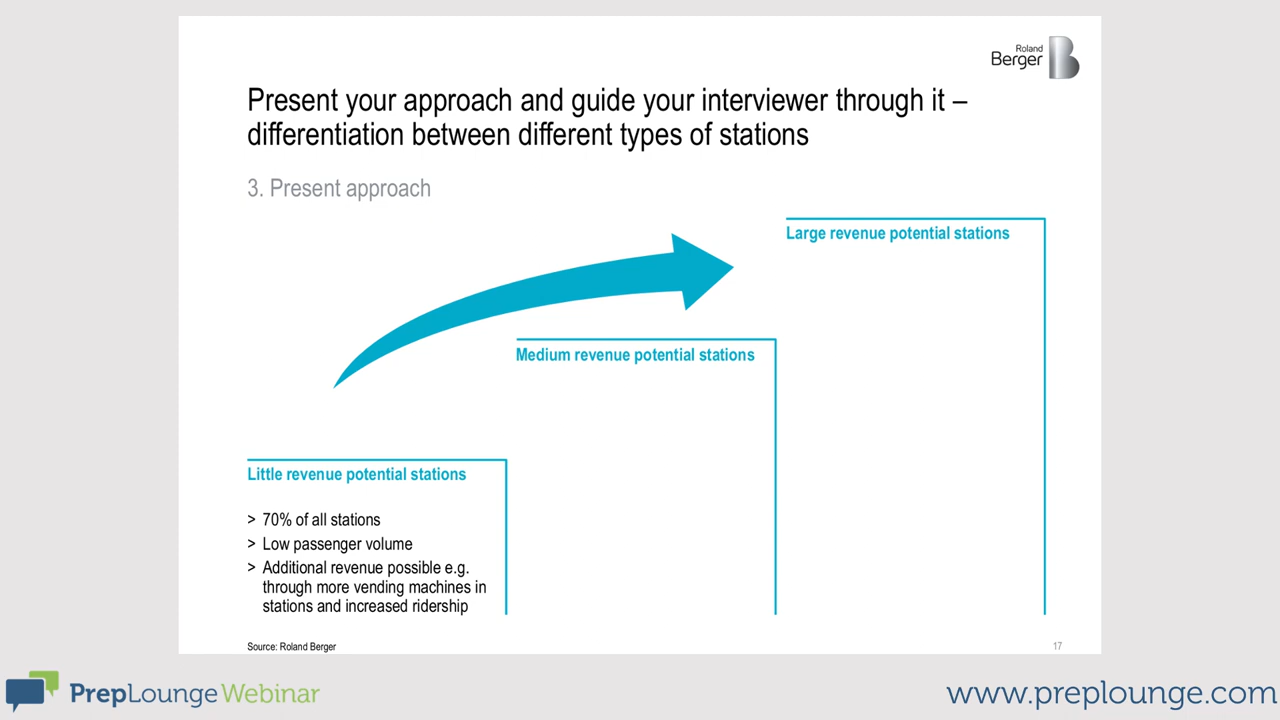 Roland
Berger
Present your approach and guide your interviewer through it –
differentiation between different types of stations
3. Present approach
Large revenue potential stations
Medium revenue potential stations
Little revenue potential stations
> 70% of all stations
> Low passenger volume
> Additional revenue possible e.g.
through more vending machines in
stations and increased ridership
Source: Roland Berger
17
PrepLounge Webinar
www.preplounge.com